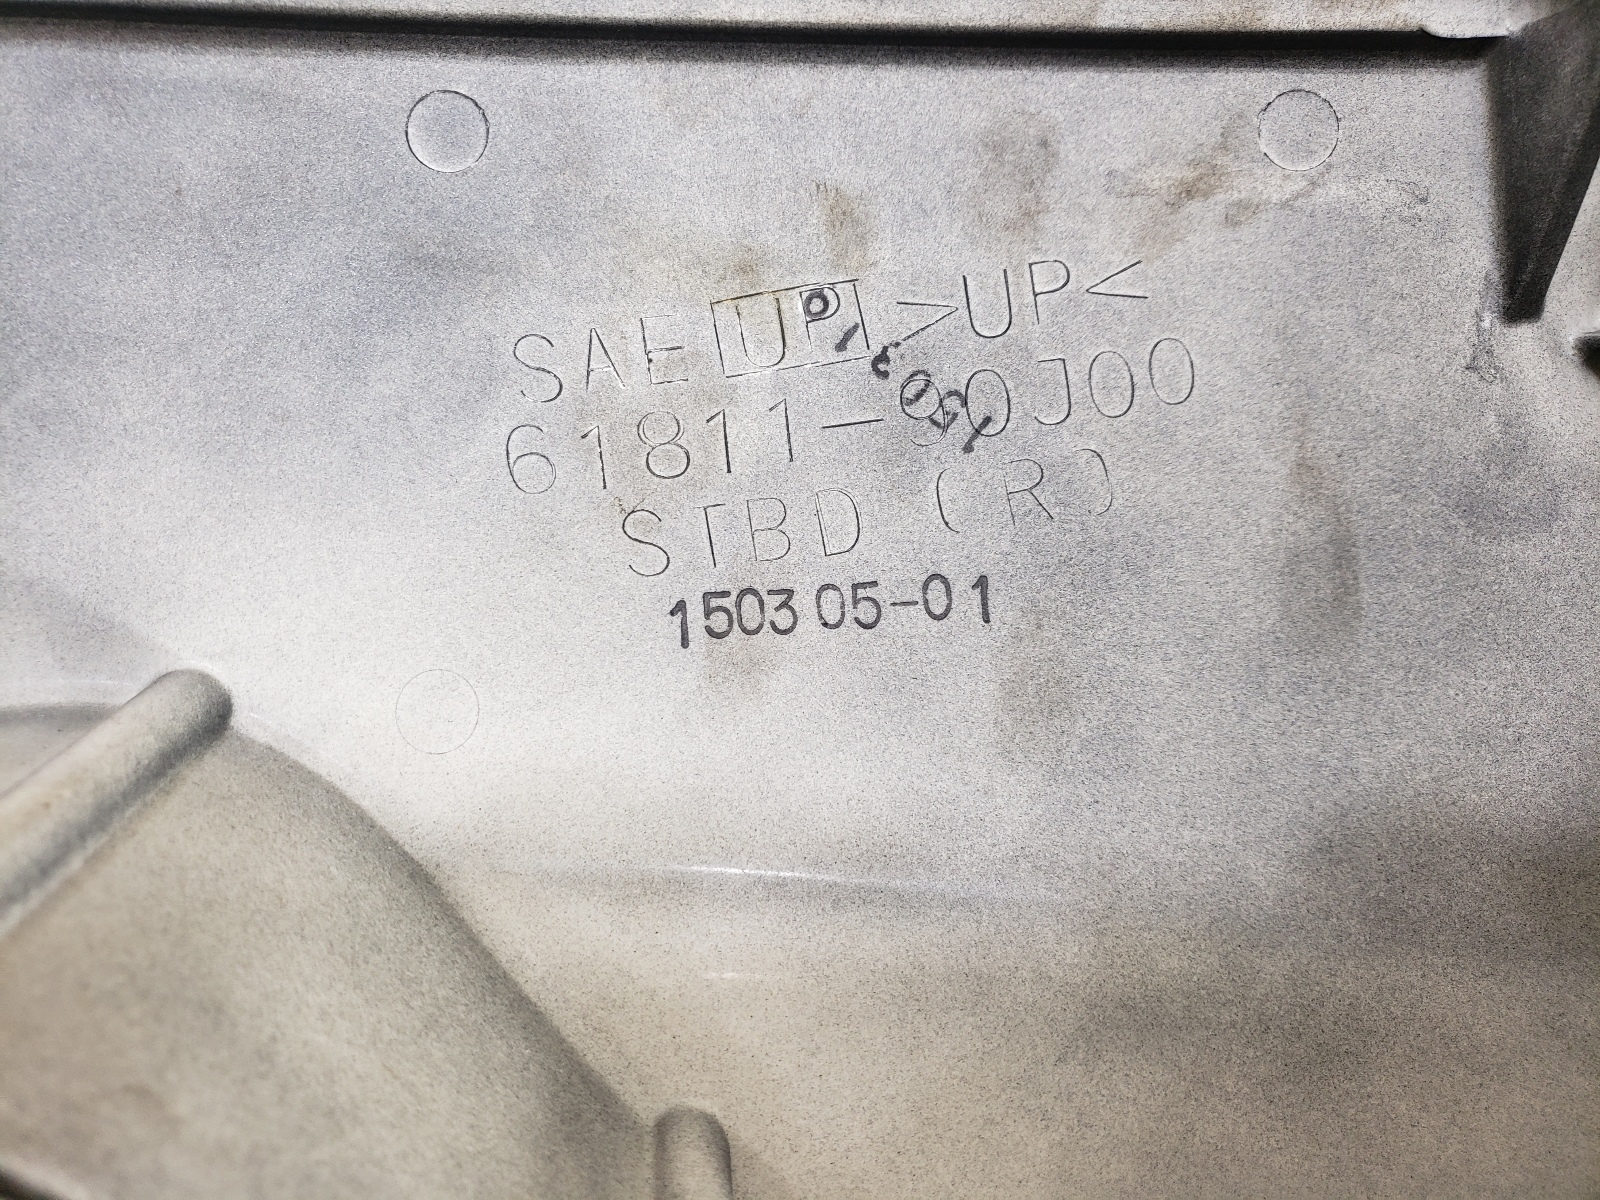 SAE UP >UP<
61811-90J00
STBD (R)
150305-01